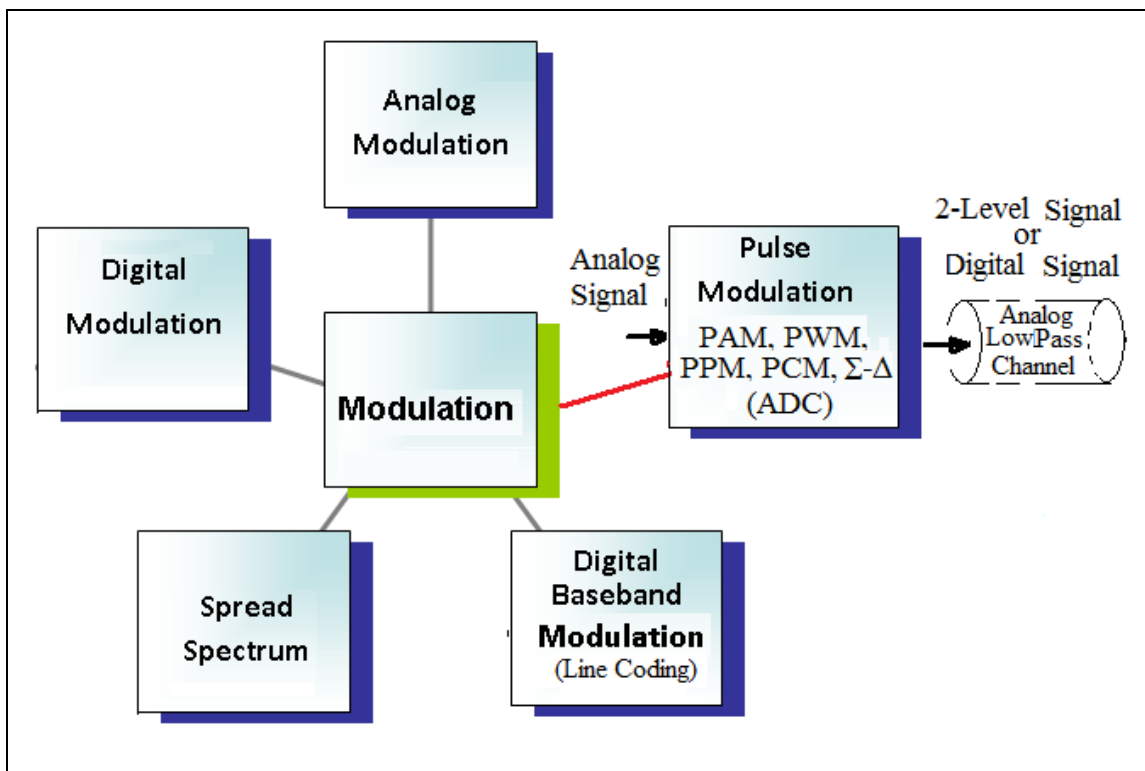 Analog
Modulation
Digital
Modulation
Modulation
Analog
Signal
Pulse
Modulation
PAM, PWM,
PPM, PCM, Σ-Δ
(ADC)
2-Level Signal
or
Digital Signal
Analog
LowPass
Channel
Spread
Spectrum
Digital
Baseband
Modulation
(Line Coding)